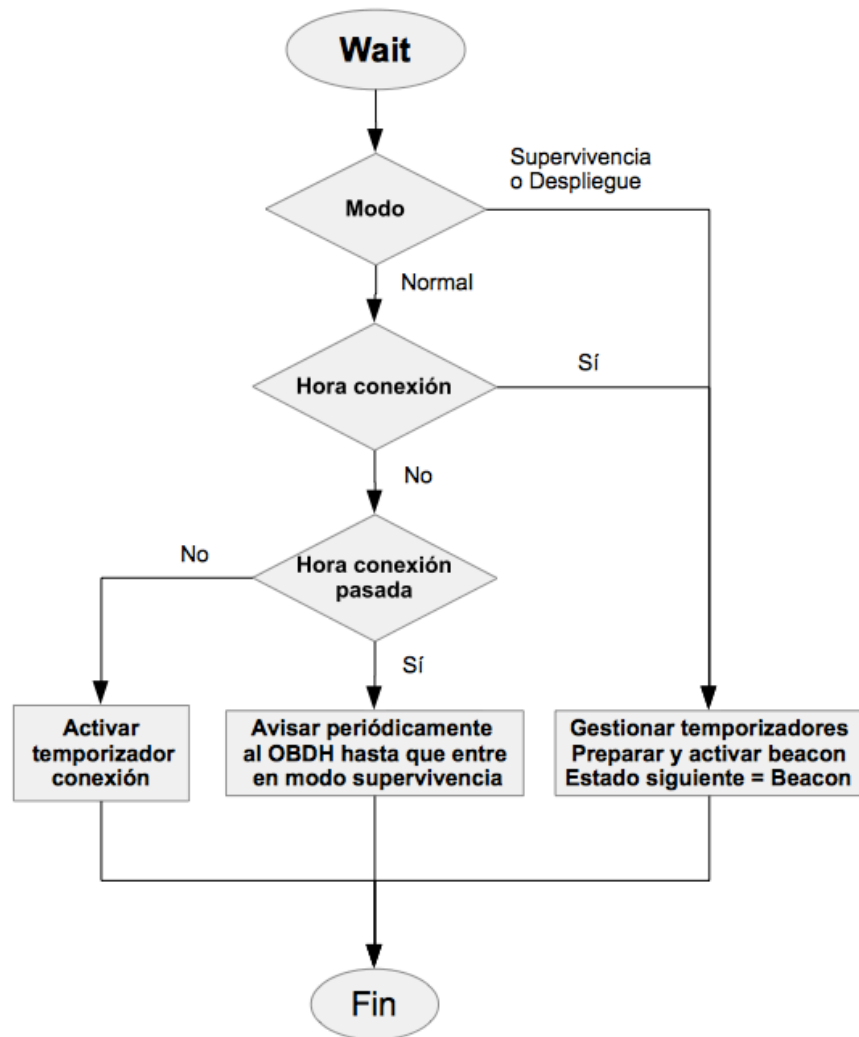 Wait
Supervivencia
o Despliegue
Modo
Normal
Hora conexión
Sí
No
No
Hora conexión
pasada
Sí
Activar
temporizador
conexión
Avisar periódicamente
al OBDH hasta que entre
en modo supervivencia
Gestionar temporizadores
Preparar y activar beacon
Estado siguiente = Beacon
Fin